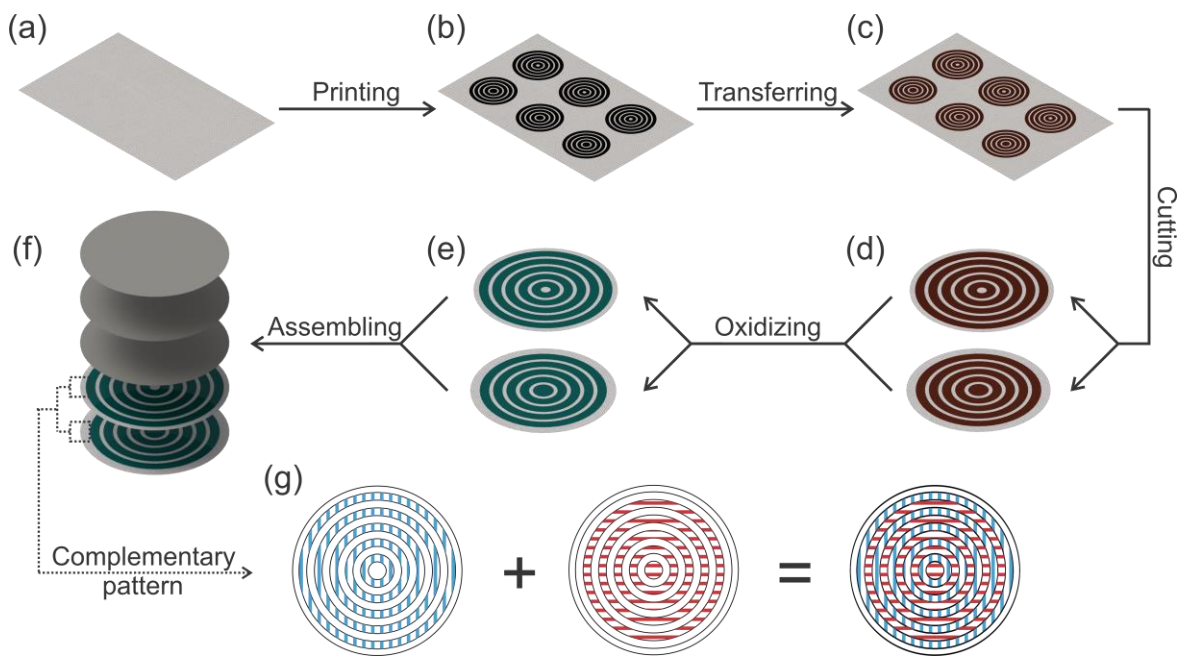 (a)
Printing
(b)
Transferring
(c)
Cutting
(d)
Oxidizing
(e)
Assembling
(f)
Complementary
pattern
(g)
+
=